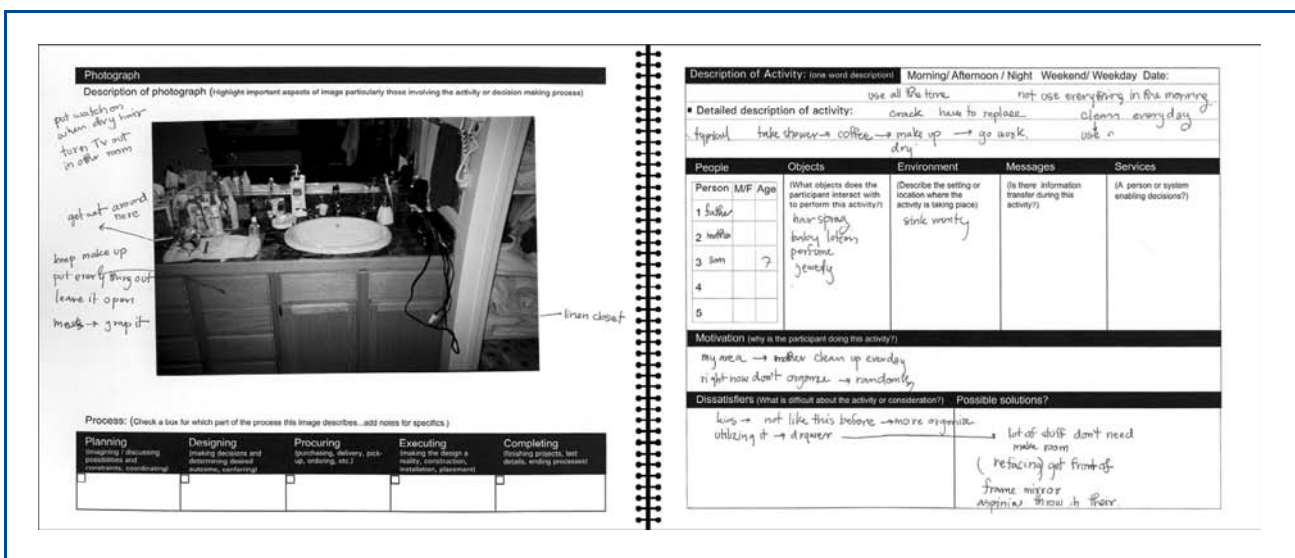 Photograph
Description of photograph (Highlight important aspects of image particularly those involving the activity or decision making process)
put watch on
when dry hair
turn TV out
in other room
get wet around
here
keep make up
put everything out
leave it open
mess → grap it
linen closet
Process: (Check a box for which part of the process this image describes...add notes for specifics.)
Planning
(imagining / discussing
possibilities and
constraints, coordinating)
Designing
(making decisions and
determining desired
outcome, conferring)
Procuring
(purchasing, delivery, pick-
up, ordering, etc.)
Executing
(making the design a
reality, construction,
installation, placement)
Completing
(finishing projects, last
details, ending processes)
Description of Activity: (one word description) Morning/ Afternoon / Night Weekend/ Weekday Date:
use all the time not use everything in the morning
Detailed description of activity: crack have to replace clean everyday
typical take shower → coffee → make up → go work. use
dry
People
Person M/F Age
1 father
2 mother
3 son 7
4
5
Objects
(What objects does the
participant interact with
to perform this activity?)
hair spray
baby lotion
perfume
jewelry
Environment
(Describe the setting or
location where the
activity is taking place)
sink vanity
Messages
(Is there information
transfer during this
activity?)
Services
(A person or system
enabling decisions?)
Motivation (why is the participant doing this activity?)
my area → mother clean up everday
right now don't organize → randomly
Dissatisfiers (What is difficult about the activity or consideration?)
→ not like this before → more organize
utilizing it → drawer
Possible solutions?
lot of stuff don't need
make room
(refacing) get front of
frame mirror
throw in their